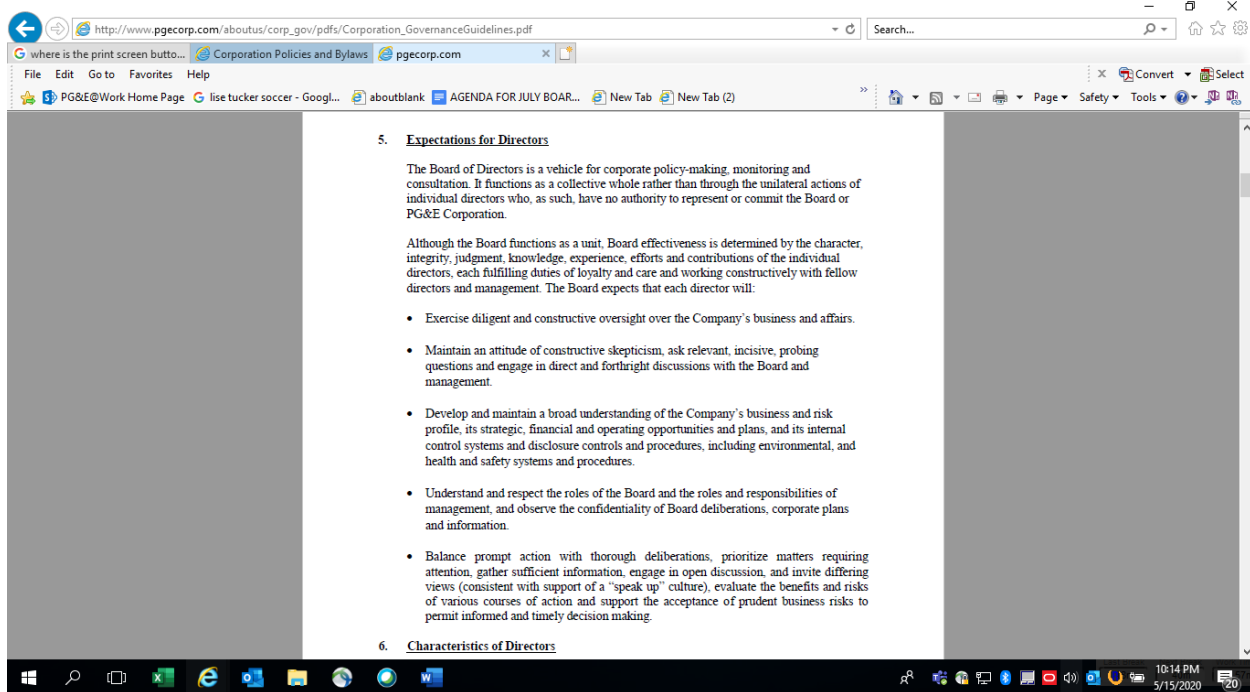 http://www.pgecorp.com/aboutus/corp_gov/pdfs/Corporation_GovernanceGuidelines.pdf
Search...
where is the print screen butto...
Corporation Policies and Bylaws
pgecorp.com
File Edit Go to Favorites Help
Convert
Select
PG&E@Work Home Page
lise tucker soccer - Googl...
aboutblank
AGENDA FOR JULY BOAR...
New Tab
New Tab (2)
Page Safety Tools
5. Expectations for Directors
The Board of Directors is a vehicle for corporate policy-making, monitoring and
consultation. It functions as a collective whole rather than through the unilateral actions of
individual directors who, as such, have no authority to represent or commit the Board or
PG&E Corporation.
Although the Board functions as a unit, Board effectiveness is determined by the character,
integrity, judgment, knowledge, experience, efforts and contributions of the individual
directors, each fulfilling duties of loyalty and care and working constructively with fellow
directors and management. The Board expects that each director will:
• Exercise diligent and constructive oversight over the Company's business and affairs.
• Maintain an attitude of constructive skepticism, ask relevant, incisive, probing
questions and engage in direct and forthright discussions with the Board and
management.
• Develop and maintain a broad understanding of the Company's business and risk
profile, its strategic, financial and operating opportunities and plans, and its internal
control systems and disclosure controls and procedures, including environmental, and
health and safety systems and procedures.
• Understand and respect the roles of the Board and the roles and responsibilities of
management, and observe the confidentiality of Board deliberations, corporate plans
and information.
• Balance prompt action with thorough deliberations, prioritize matters requiring
attention, gather sufficient information, engage in open discussion, and invite differing
views (consistent with support of a “speak up” culture), evaluate the benefits and risks
of various courses of action and support the acceptance of prudent business risks to
permit informed and timely decision making.
6. Characteristics of Directors
10:14 PM
5/15/2020
20